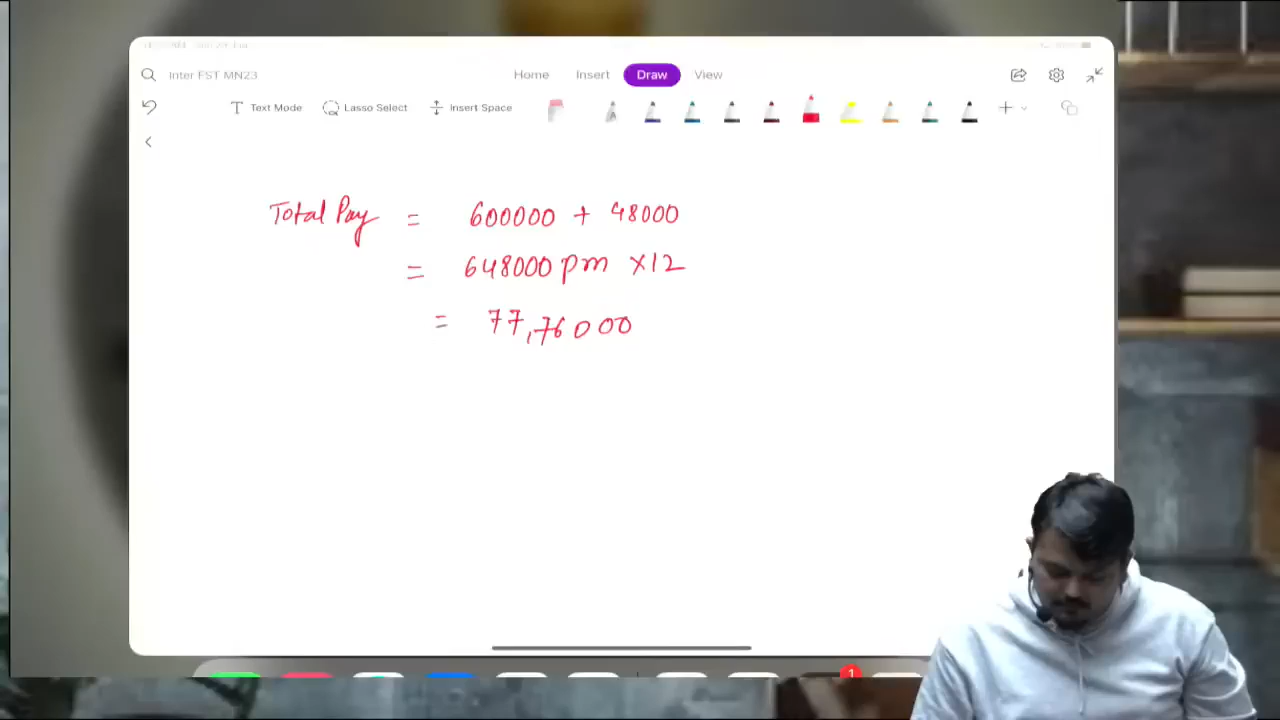 Inter FST MN23
Home Insert Draw View
Text Mode Lasso Select Insert Space
A
Total Pay = 600000 + 48000
= 648000 pm ×12
= 77,76000
1